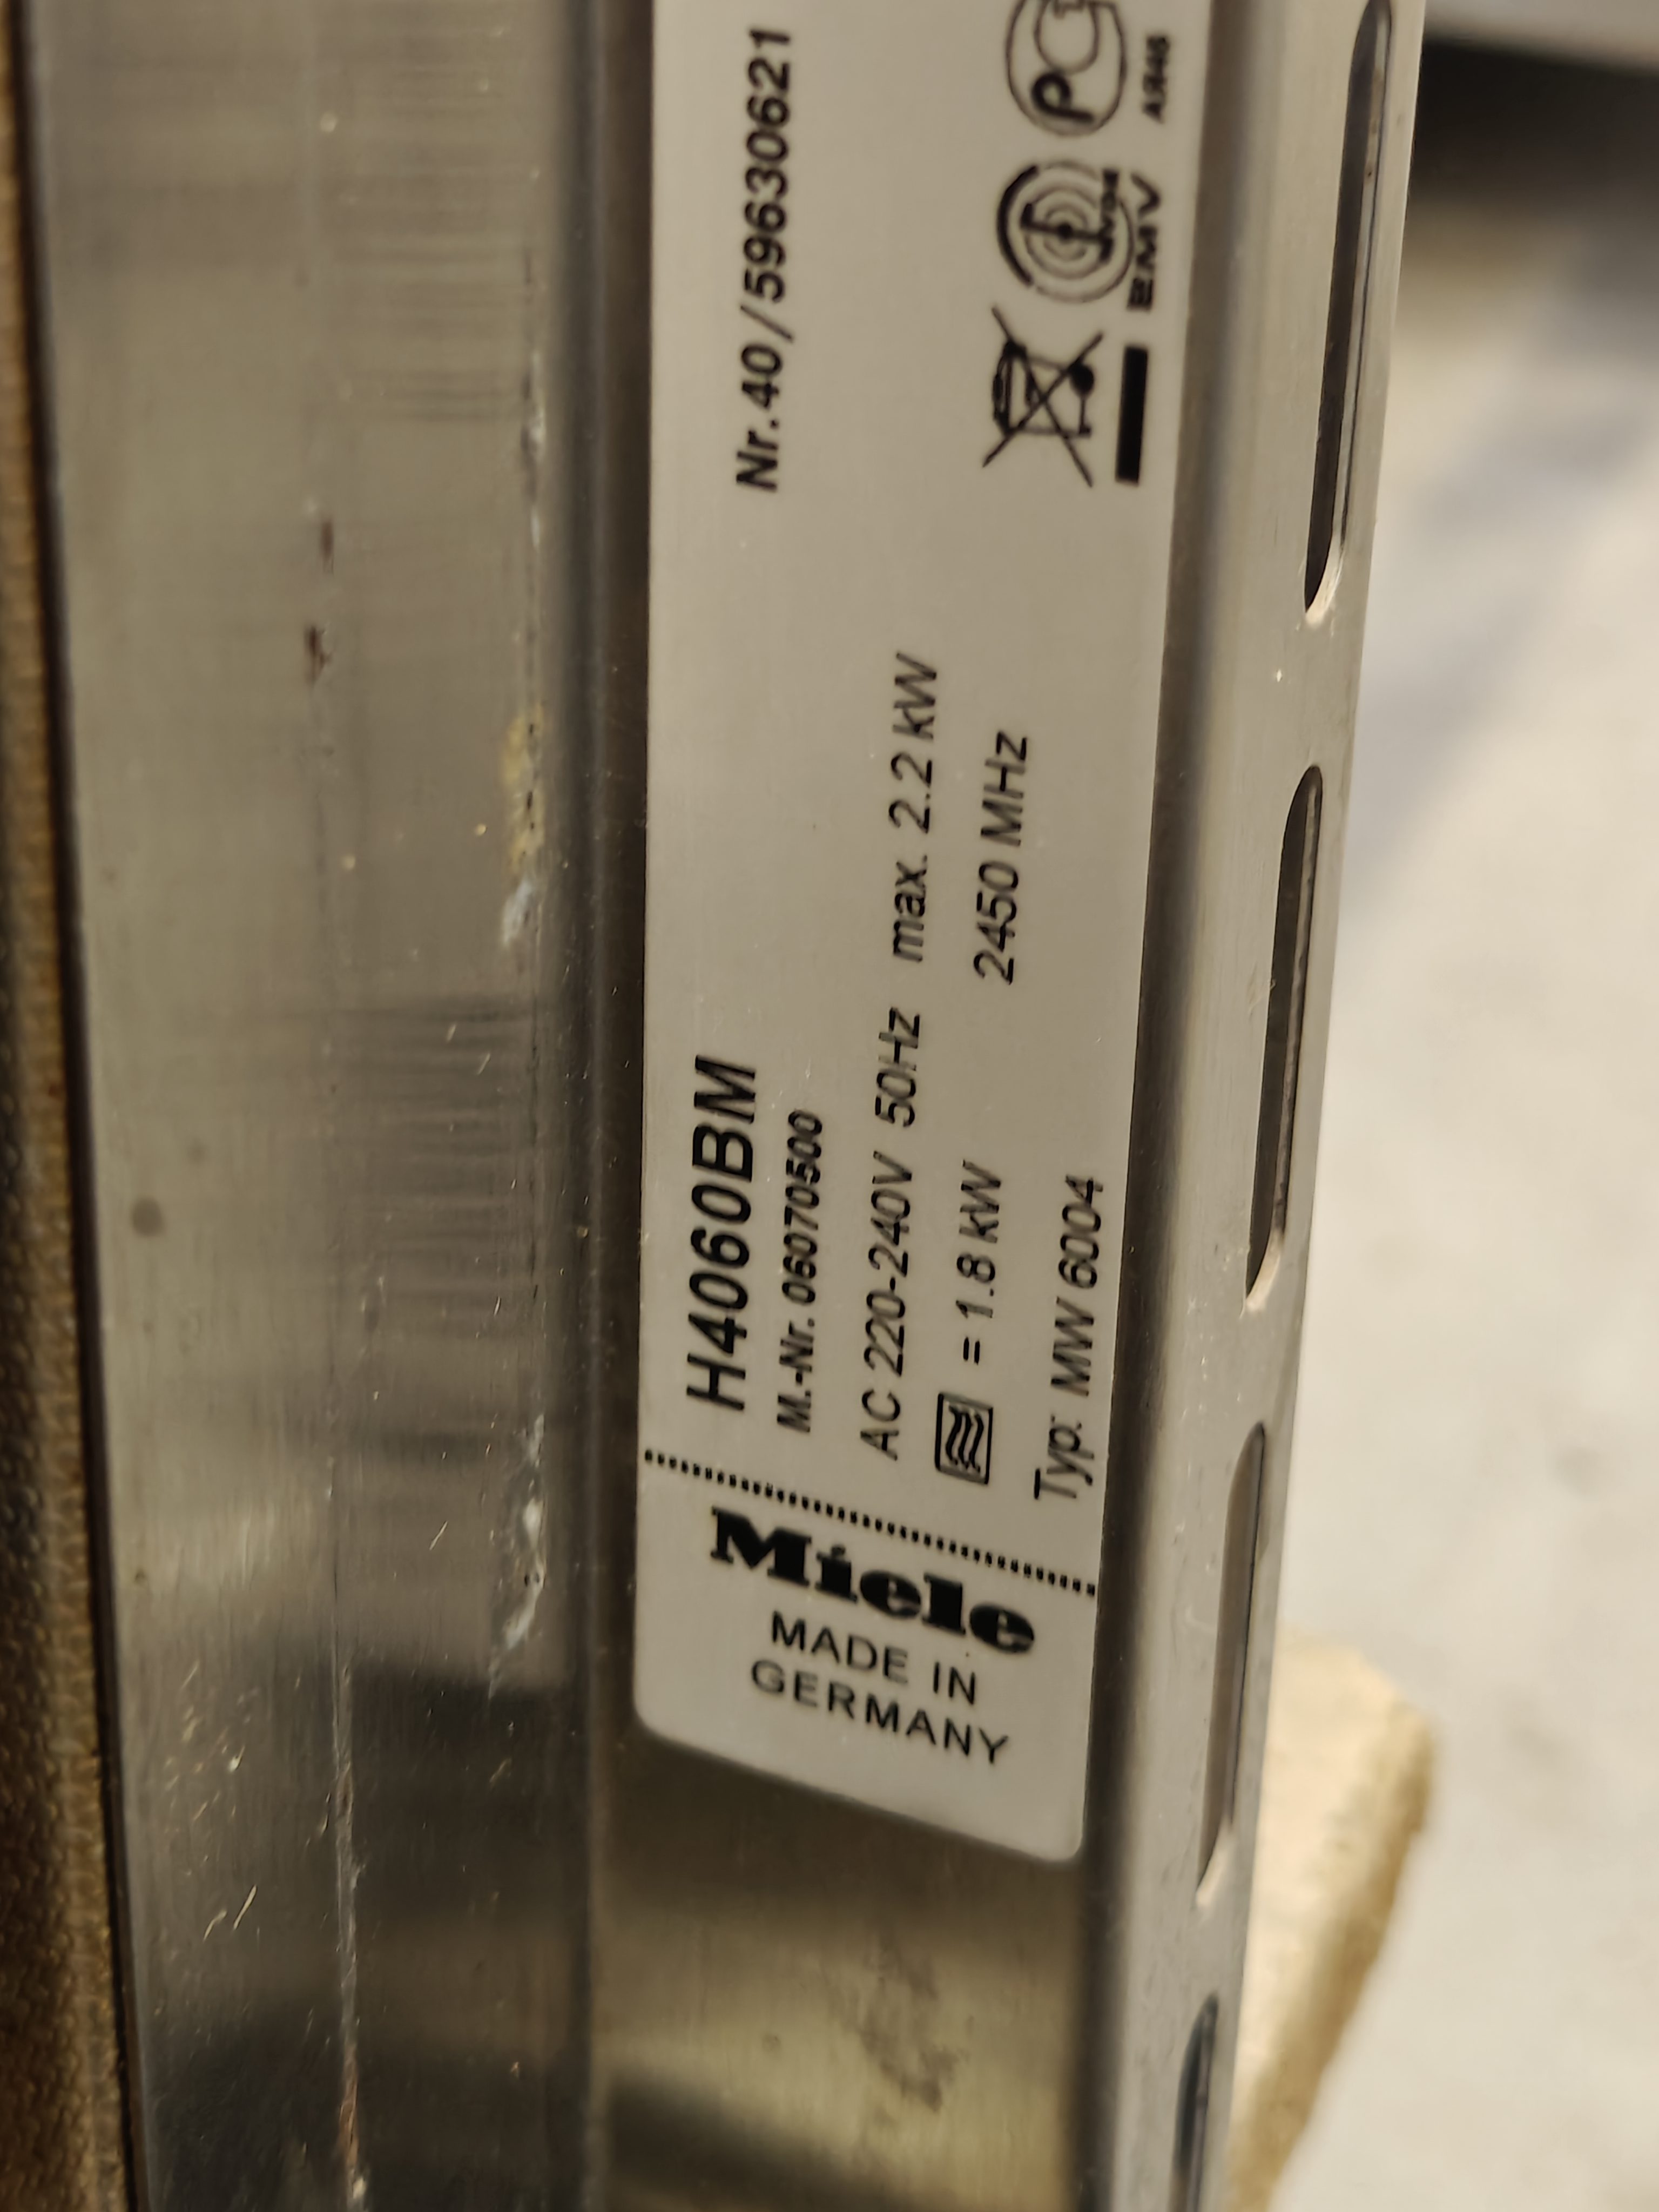 Miele
MADE IN
GERMANY
H4060BM
M.-Nr. 06070500
Nr.40/59630621
AC 220-240V 50Hz max. 2.2 kW
= 1.8 kW 2450 MHz
Typ: MW 6004
EMV